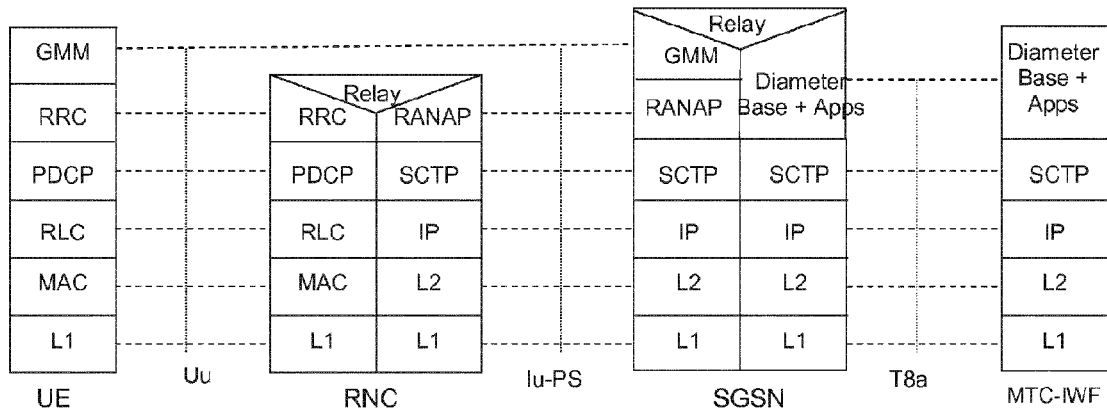 Relay
GMM
GMM
Diameter
Base +
Apps
Relay
Diameter
Base + Apps
RRC
RRC
RANAP
RANAP
PDCP
PDCP
SCTP
SCTP
SCTP
SCTP
RLC
RLC
IP
IP
IP
IP
MAC
MAC
L2
L2
L2
L2
L1
L1
L1
L1
L1
L1
Uu
Iu-PS
T8a
UE
RNC
SGSN
MTC-IWF